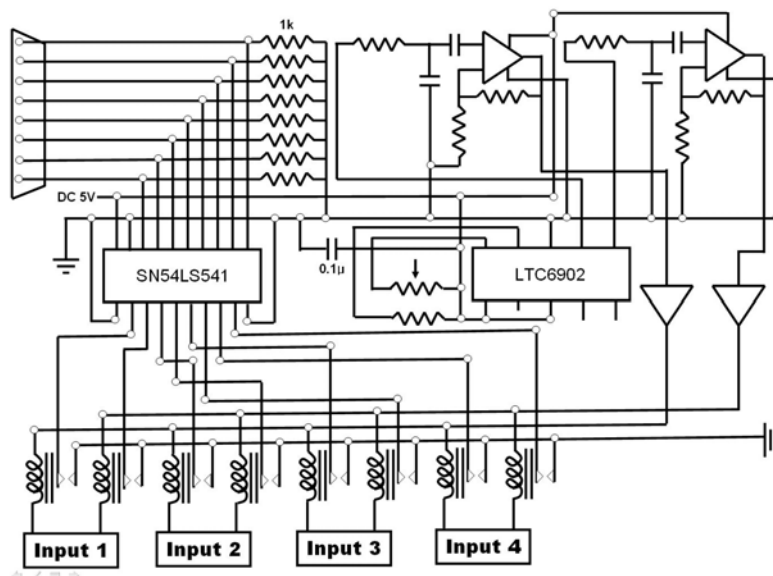 1k
DC 5V
SN54LS541
0.1μ
LTC6902
Input 1
Input 2
Input 3
Input 4